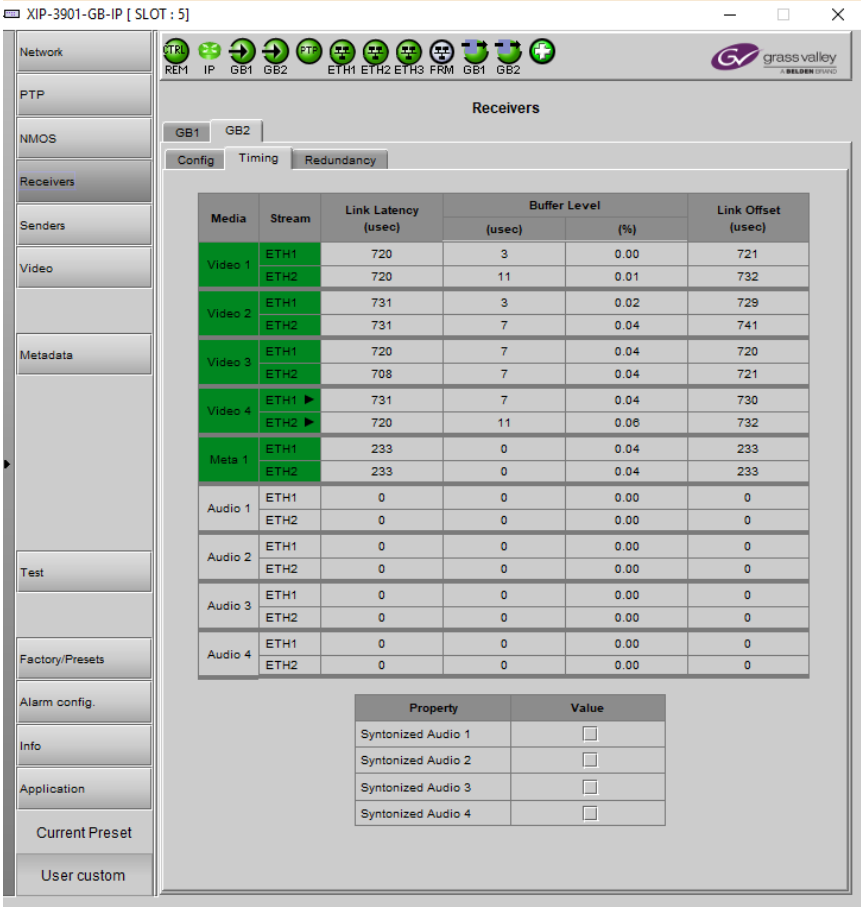 XIP-3901-GB-IP [ SLOT : 5]
Network
PTP
NMOS
Receivers
Senders
Video
Metadata
Test
Factory/Presets
Alarm config.
Info
Application
Current Preset
User custom
CTRL PTP
REM IP GB1 GB2 ETH1 ETH2 ETH3 FRM GB1 GB2
GV grass valley
A BELDEN BRAND
Receivers
GB1 GB2
Config Timing Redundancy
Media Stream Link Latency (usec) Buffer Level Link Offset (usec)
(usec) (%)
Video 1 ETH1 720 3 0.00 721
ETH2 720 11 0.01 732
Video 2 ETH1 731 3 0.02 729
ETH2 731 7 0.04 741
Video 3 ETH1 720 7 0.04 720
ETH2 708 7 0.04 721
Video 4 ETH1 731 7 0.04 730
ETH2 720 11 0.06 732
Meta 1 ETH1 233 0 0.04 233
ETH2 233 0 0.04 233
Audio 1 ETH1 0 0 0.00 0
ETH2 0 0 0.00 0
Audio 2 ETH1 0 0 0.00 0
ETH2 0 0 0.00 0
Audio 3 ETH1 0 0 0.00 0
ETH2 0 0 0.00 0
Audio 4 ETH1 0 0 0.00 0
ETH2 0 0 0.00 0
Property Value
Syntonized Audio 1
Syntonized Audio 2
Syntonized Audio 3
Syntonized Audio 4